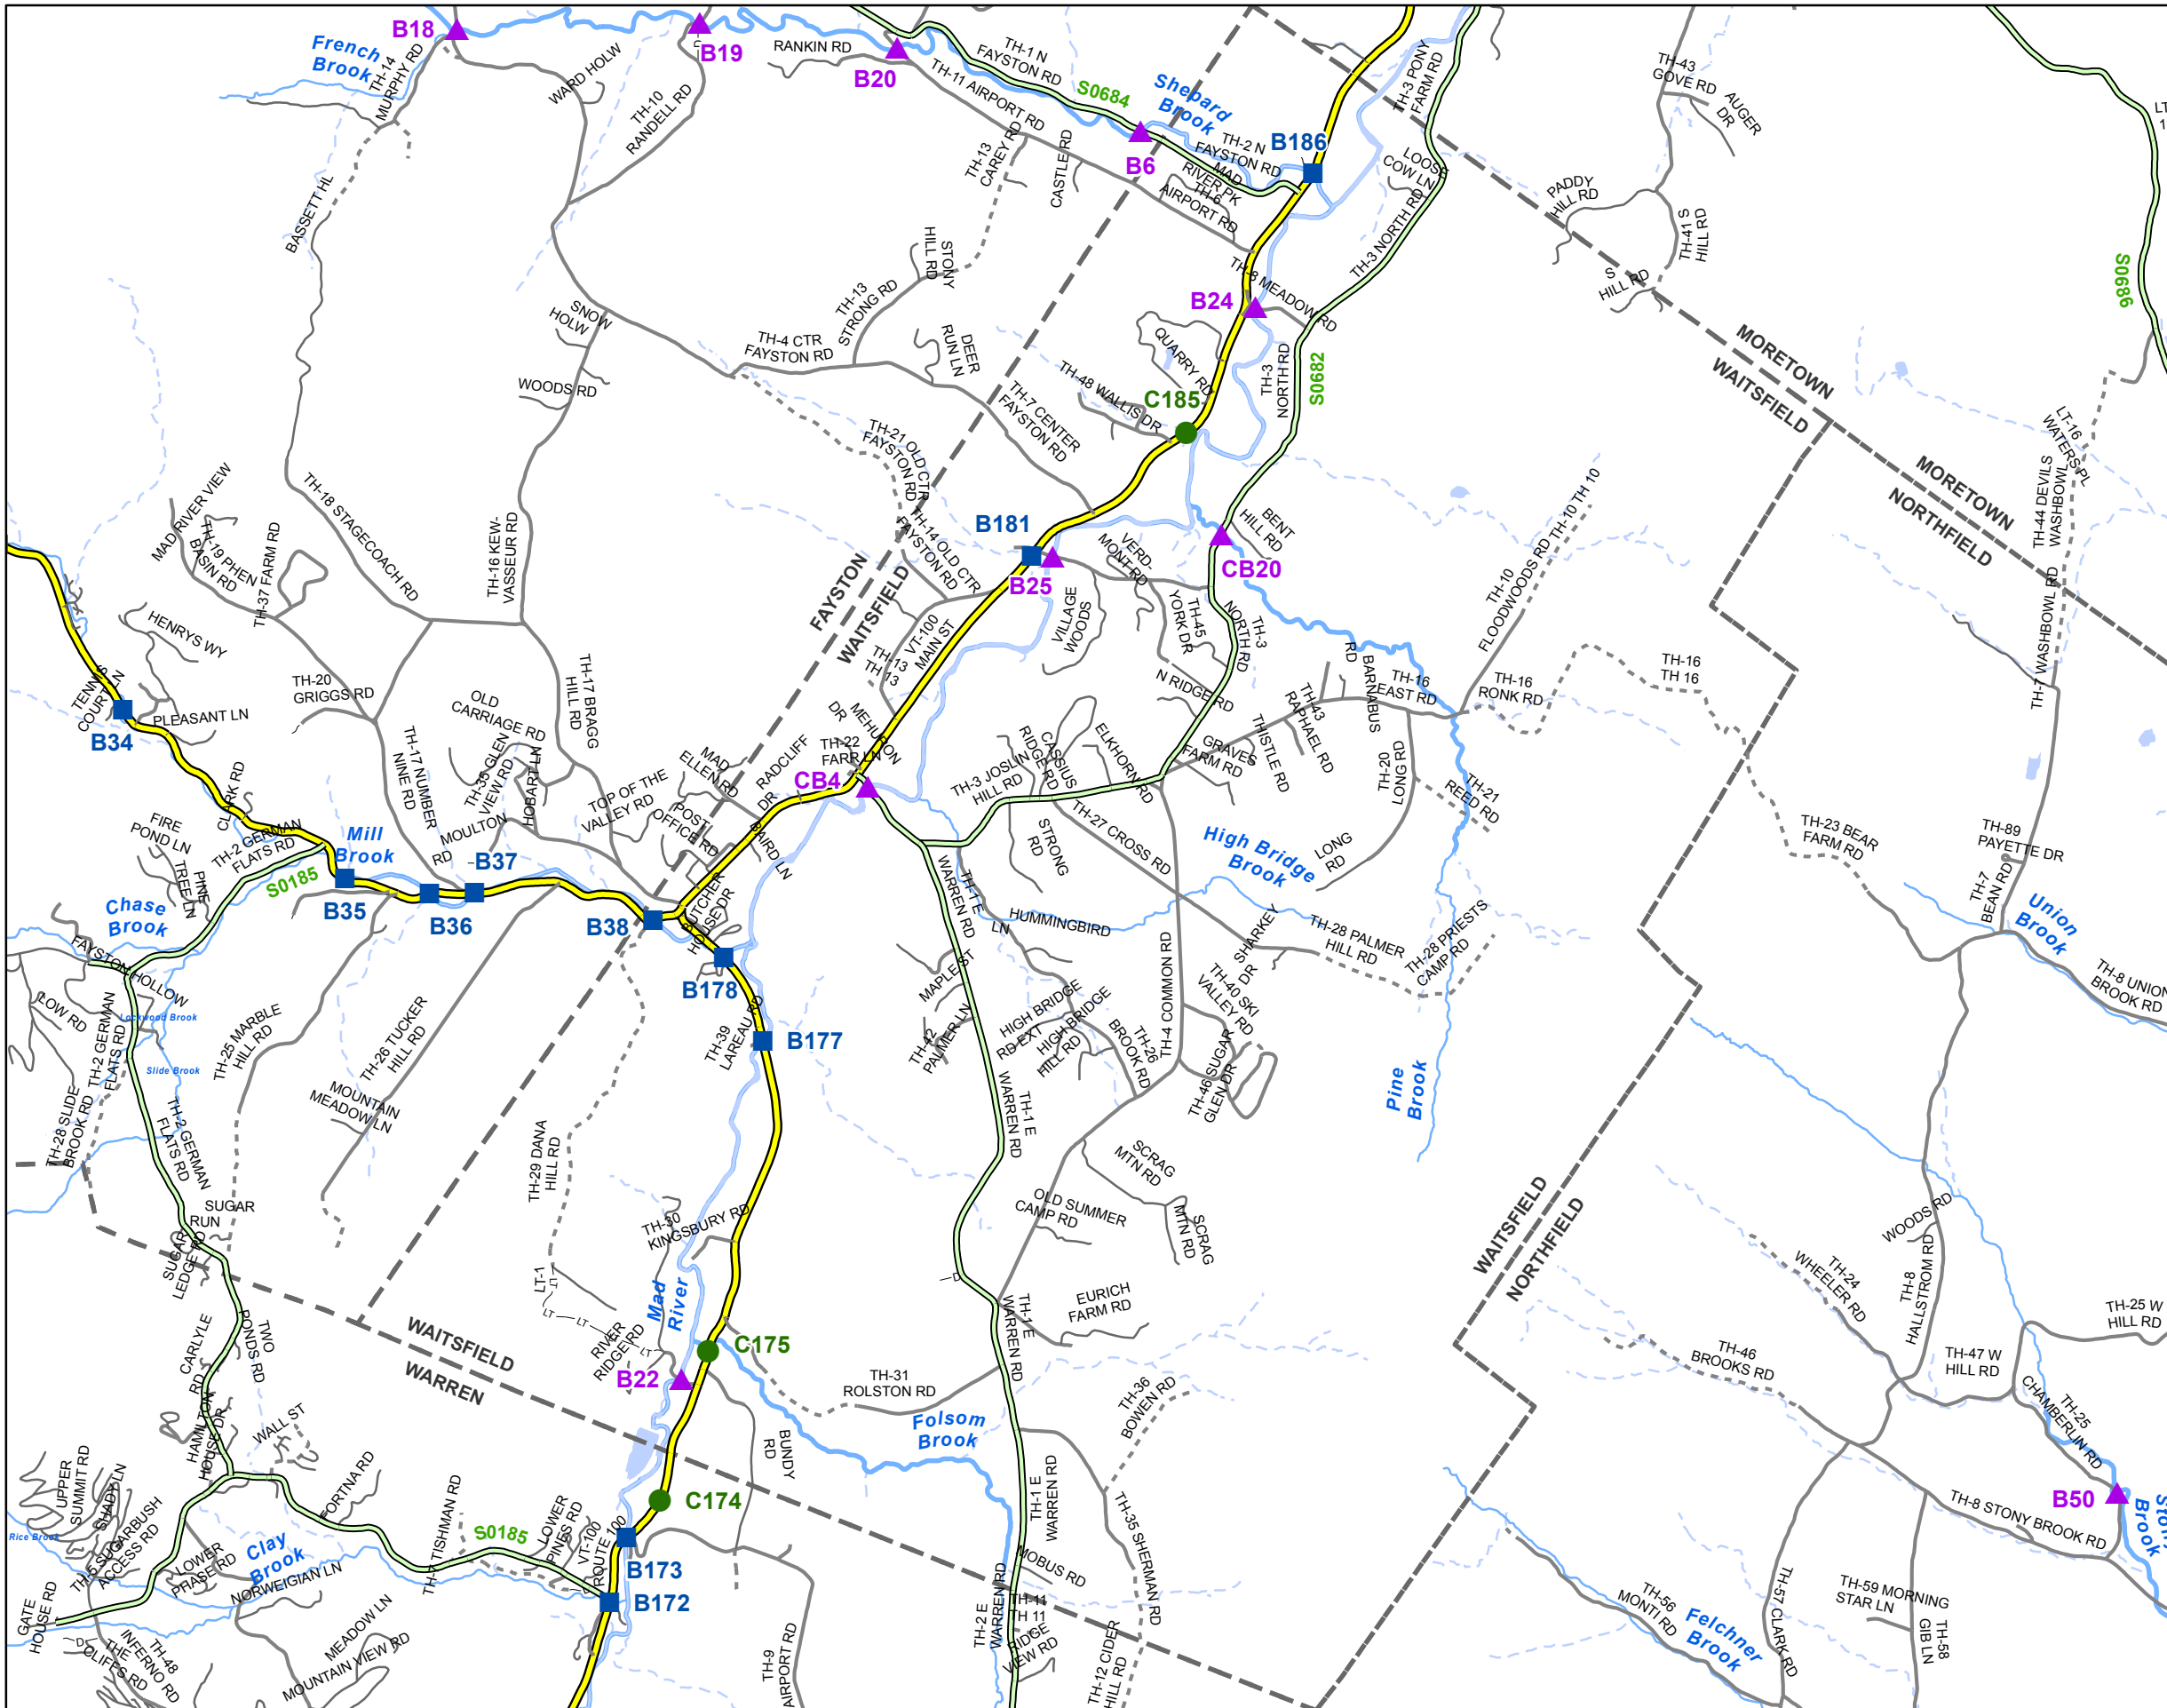 B18
French
Brook
TH-14
MURPHY RD
B19
WARD HOLW
TH-10
RANDELL RD
RANKIN RD
B20
TH-1 N
FAYSTON RD
TH-11 AIRPORT RD
S0684
Shepard
Brook
B6
TH-2 N
FAYSTON RD
MAD
RIVER PK
TH-6
AIRPORT RD
B186
TH-3 PONY
FARM RD
LOOSE
COW LN
TH-3 NORTH RD
TH-43
GOVE RD
AUGER
DR
PADDY
HILL RD
TH-41 S
HILL RD
S
HILL RD
S0686
BASSETT HL
TH-13
CAREY RD
CASTLE RD
STONY
HILL RD
TH-13
STRONG RD
TH-4 CTR
FAYSTON RD
DEER
RUN LN
SNOW
HOLW
WOODS RD
B24
TH-8 MEADOW RD
QUARRY RD
TH-3
NORTH RD
S0682
C185
TH-48 WALLIS DR
TH-7 CENTER
FAYSTON RD
TH-21 OLD CTR
FAYSTON RD
TH-14 OLD CTR
FAYSTON RD
MORETOWN
WAITSFIELD
MORETOWN
NORTHFIELD
LT-16
WATERS PL
TH-44 DEVILS
WASHBOWL
TH-7 WASHBOWL RD
MAD RIVER VIEW
TH-19 PHEN
BASIN RD
TH-37 FARM RD
TH-18 STAGECOACH RD
TH-16 KEW-
VASSEUR RD
FAYSTON
WAITSFIELD
B181
B25
VERD-
MONT RD
BENT
HILL RD
CB20
TH-10
FLOODWOODS RD TH-10 TH 10
HENRYS WY
TENNIS
COURT LN
B34
PLEASANT LN
TH-20
GRIGGS RD
OLD
CARRIAGE RD
TH-17 BRAGG
HILL RD
VT-100
MAIN ST
TH-13
TH 13
VILLAGE
WOODS
TH-45
YORK DR
TH-3
NORTH RD
N RIDGE RD
RD
BARNABUS
TH-16
EAST RD
TH-16
RONK RD
TH-16
TH 16
TH-17 NUMBER
NINE RD
TH-35 GLEN
VIEW RD
HOBART LN
MOULTON
RD
TOP OF THE
VALLEY RD
MAD
ELLEN RD
RADCLIFF
DR
MEHURON
DR
TH-22
FARR LN
CB4
POST
OFFICE RD
BAIRD LN
TH-3 JOSLIN
HILL RD
CASSIUS
RIDGE RD
ELKHORN RD
GRAVES
FARM RD
THISTLE RD
TH-43
RAPHAEL RD
TH-20
LONG RD
TH-21
REED RD
LONG
RD
STRONG
RD
TH-27 CROSS RD
High Bridge
Brook
TH-23 BEAR
FARM RD
TH-89
PAYETTE DR
TH-7
BEAN RD
Union
Brook
TH-8 UNION
BROOK RD
CLARK RD
FIRE
POND LN
TH-2 GERMAN
FLATS RD
Mill
Brook
B35
B36
B37
B38
S0185
PINE
TREE LN
Chase
Brook
FAYSTON HOLLOW
LOW RD
Lockwood Brook
Slide Brook
TH-2 GERMAN
FLATS RD
TH-28 SLIDE
BROOK RD
TH-2 GERMAN
FLATS RD
TH-25 MARBLE
HILL RD
TH-26 TUCKER
HILL RD
MOUNTAIN
MEADOW LN
BUTCHER
HOUSE DR
B178
B177
TH-39
LAREAU RD
TH-1 E
WARREN RD
HUMMINGBIRD
LN
MAPLE ST
TH-42
PALMER LN
HIGH BRIDGE
RD EXT
HIGH BRIDGE
HILL RD
TH-26
BROOK RD
TH-4 COMMON RD
SHARKEY
DR
TH-28 PALMER
HILL RD
TH-28 PRIESTS
CAMP RD
TH-40 SKI
VALLEY RD
TH-46 SUGAR
GLEN DR
Pine
Brook
TH-1 E
WARREN RD
SCRAG
MTN RD
SCRAG
MTN RD
OLD SUMMER
CAMP RD
EURICH
FARM RD
TH-1 E
WARREN RD
TH-29 DANA
HILL RD
LT-1
LT
LT
LT
LT
TH-30
KINGSBURY RD
Mad
River
RIVER
RIDGE RD
B22
C175
SUGAR
RUN
SUGAR
LEDGE RD
TWO
PONDS RD
CARLYLE
RD
WAITSFIELD
WARREN
HAMILTON
HOUSE DR
WALL ST
FORTNA RD
TH-31
ROLSTON RD
Folsom
Brook
BUNDY
RD
TH-36
BOWEN RD
WAITSFIELD
NORTHFIELD
WOODS RD
TH-24
WHEELER RD
TH-8
HALLSTROM RD
TH-25 W
HILL RD
TH-46
BROOKS RD
TH-47 W
HILL RD
TH-25
CHAMBERLIN RD
B50
Brook
TH-8 STONY BROOK RD
UPPER
SUMMIT RD
SHADY LN
TH-5 SUGARBUSH
ACCESS RD
Rice Brook
LOWER
PHASE RD
Clay
Brook
NORWEIGIAN LN
GATE
HOUSE RD
THE
CLIFFS RD
TH-48
INFERNO RD
MEADOW LN
MOUNTAIN VIEW RD
TH-7 TISHMAN RD
S0185
LOWER
PINES RD
VT-100
ROUTE 100
C174
B173
B172
TH-9
AIRPORT RD
TH-1 E
WARREN RD
TH-35 SHERMAN RD
MOBUS RD
TH-2 E
WARREN RD
TH-11
TH 11
RIDGE
VIEW RD
TH-12 CIDER
HILL RD
TH-56
MONTI RD
Felchner
Brook
TH-57 CLARK RD
TH-59 MORNING
STAR LN
TH-58
GIB LN